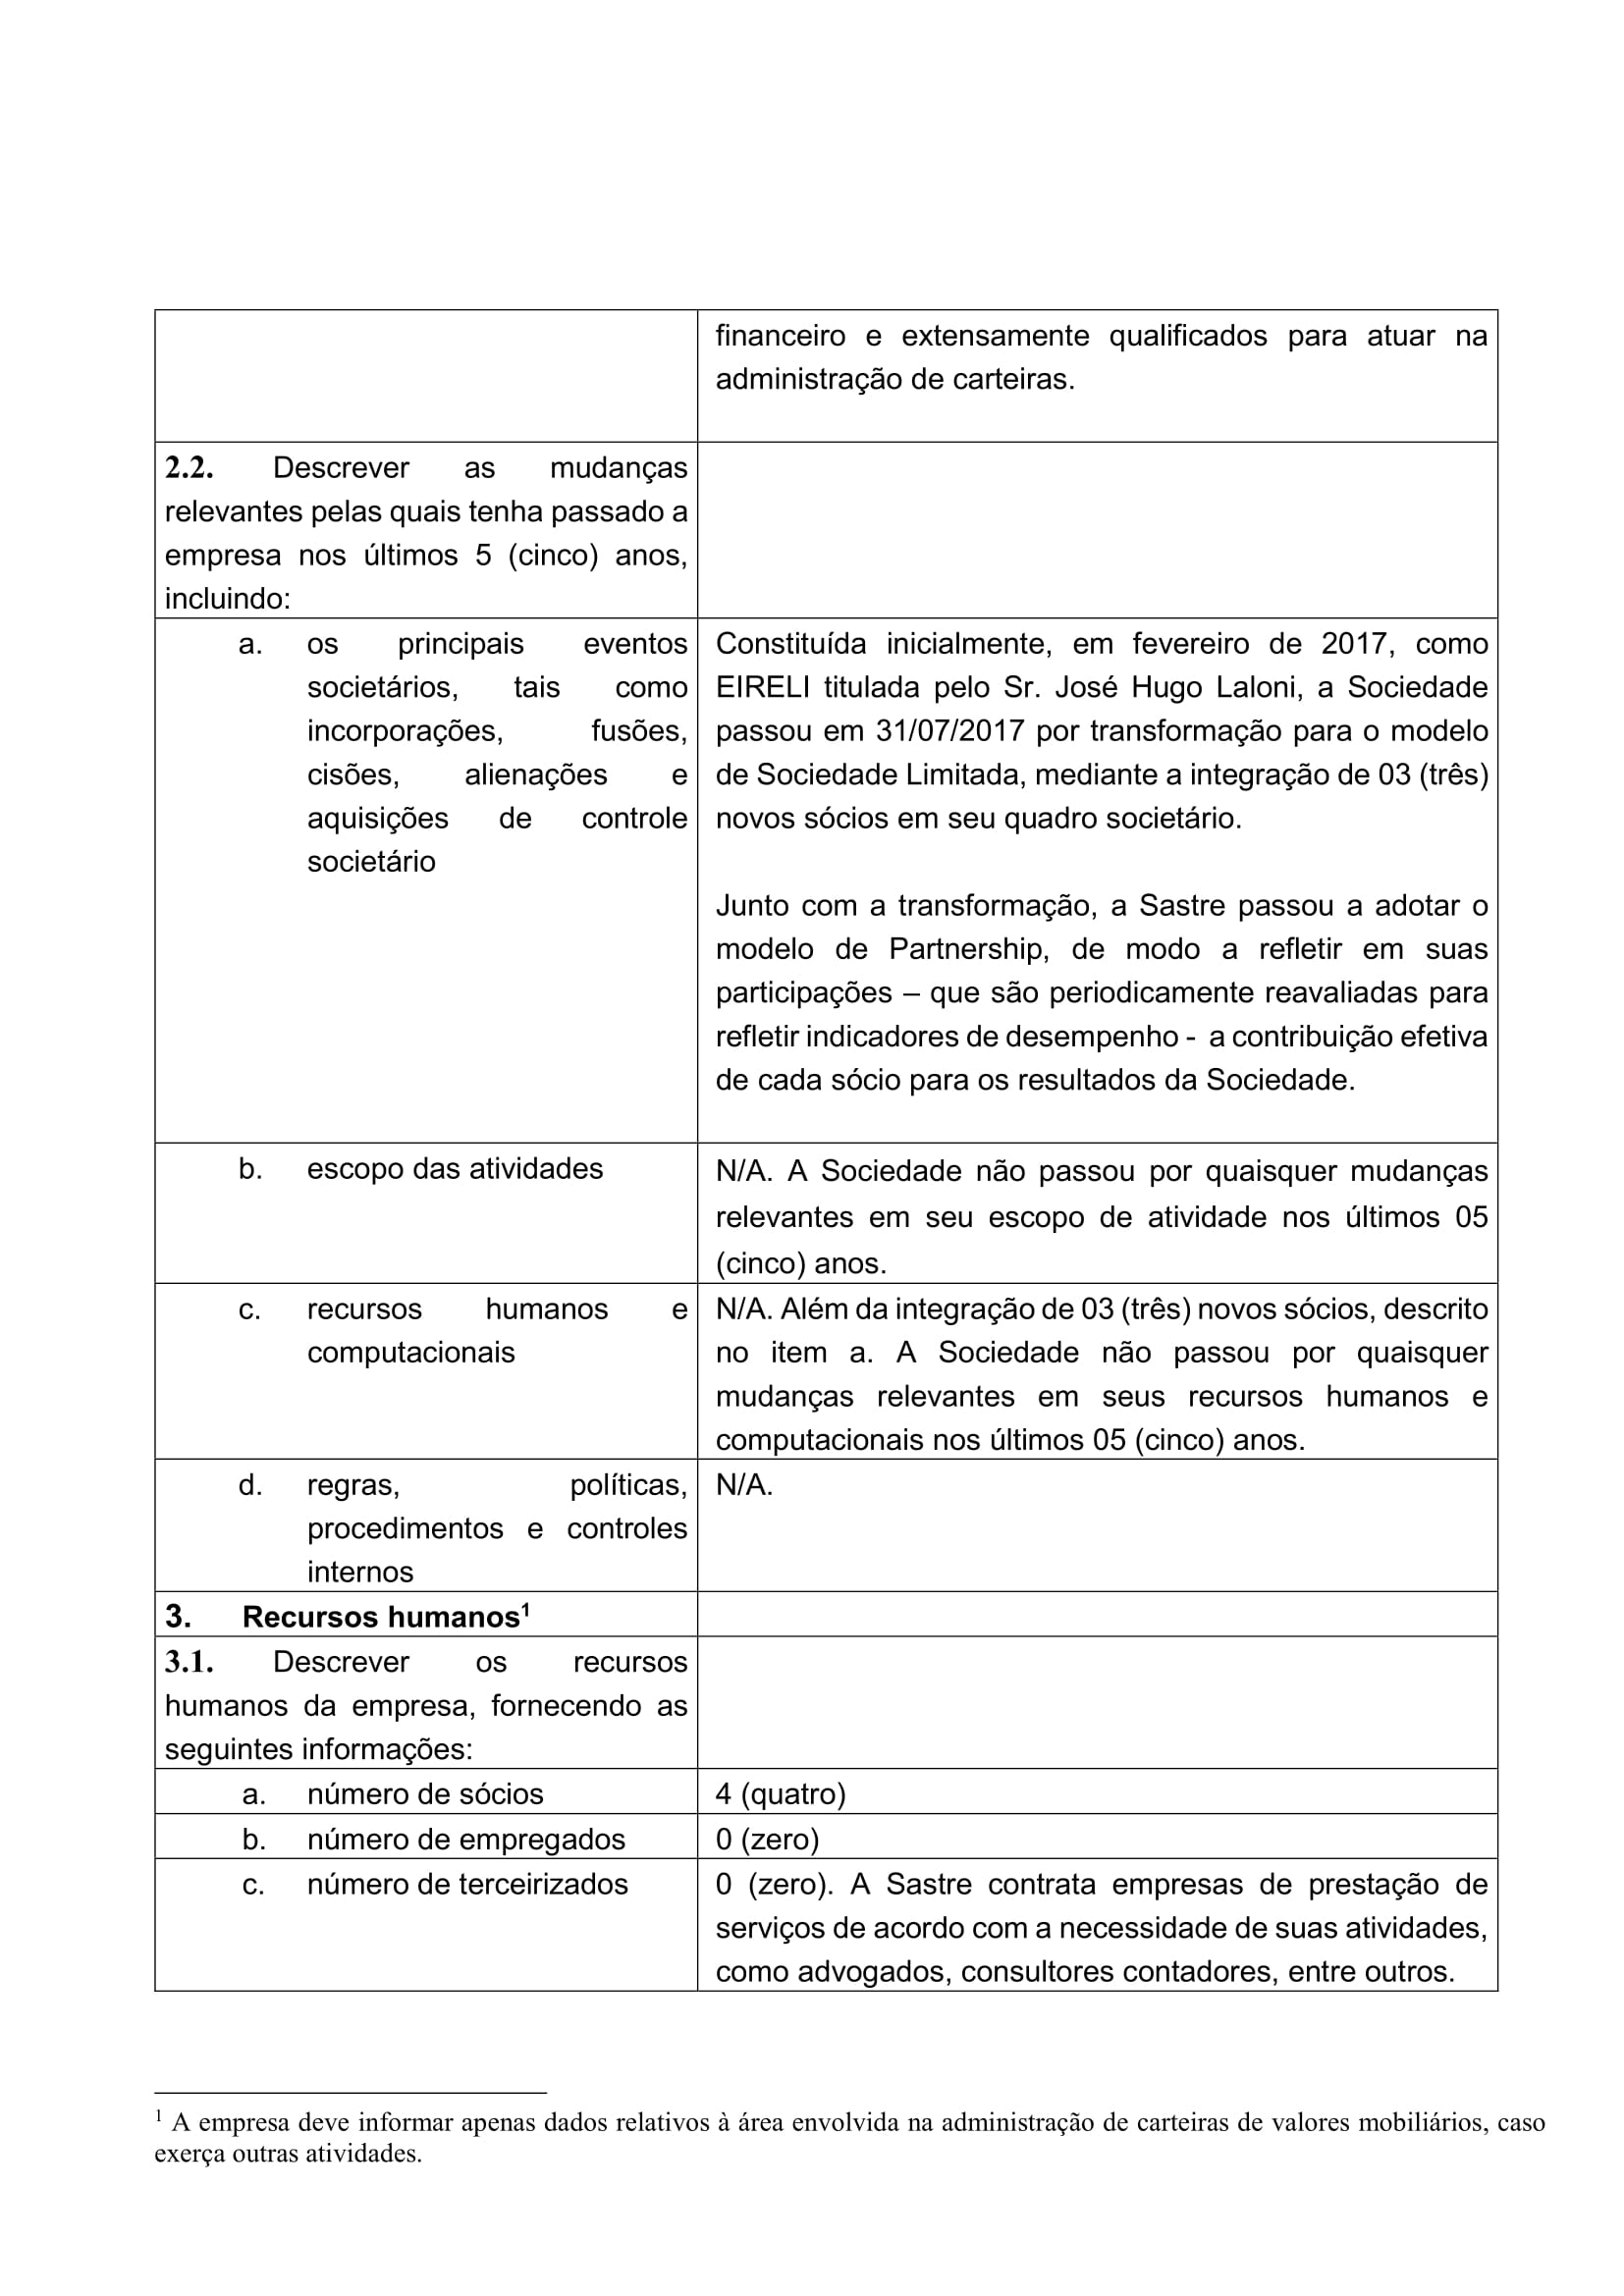 financeiro e extensamente qualificados para atuar na
administração de carteiras.
2.2. Descrever as mudanças
relevantes pelas quais tenha passado a
empresa nos últimos 5 (cinco) anos,
incluindo:
a. os principais eventos
societários, tais como
incorporações, fusões,
cisões, alienações e
aquisições de controle
societário
Constituída inicialmente, em fevereiro de 2017, como
EIRELI titulada pelo Sr. José Hugo Laloni, a Sociedade
passou em 31/07/2017 por transformação para o modelo
de Sociedade Limitada, mediante a integração de 03 (três)
novos sócios em seu quadro societário.
Junto com a transformação, a Sastre passou a adotar o
modelo de Partnership, de modo a refletir em suas
participações – que são periodicamente reavaliadas para
refletir indicadores de desempenho - a contribuição efetiva
de cada sócio para os resultados da Sociedade.
b. escopo das atividades
N/A. A Sociedade não passou por quaisquer mudanças
relevantes em seu escopo de atividade nos últimos 05
(cinco) anos.
c. recursos humanos e
computacionais
N/A. Além da integração de 03 (três) novos sócios, descrito
no item a. A Sociedade não passou por quaisquer
mudanças relevantes em seus recursos humanos e
computacionais nos últimos 05 (cinco) anos.
d. regras, políticas,
procedimentos e controles
internos
N/A.
3. Recursos humanos¹
3.1. Descrever os recursos
humanos da empresa, fornecendo as
seguintes informações:
a. número de sócios
4 (quatro)
b. número de empregados
0 (zero)
c. número de terceirizados
0 (zero). A Sastre contrata empresas de prestação de
serviços de acordo com a necessidade de suas atividades,
como advogados, consultores contadores, entre outros.
¹ A empresa deve informar apenas dados relativos à área envolvida na administração de carteiras de valores mobiliários, caso
exerça outras atividades.